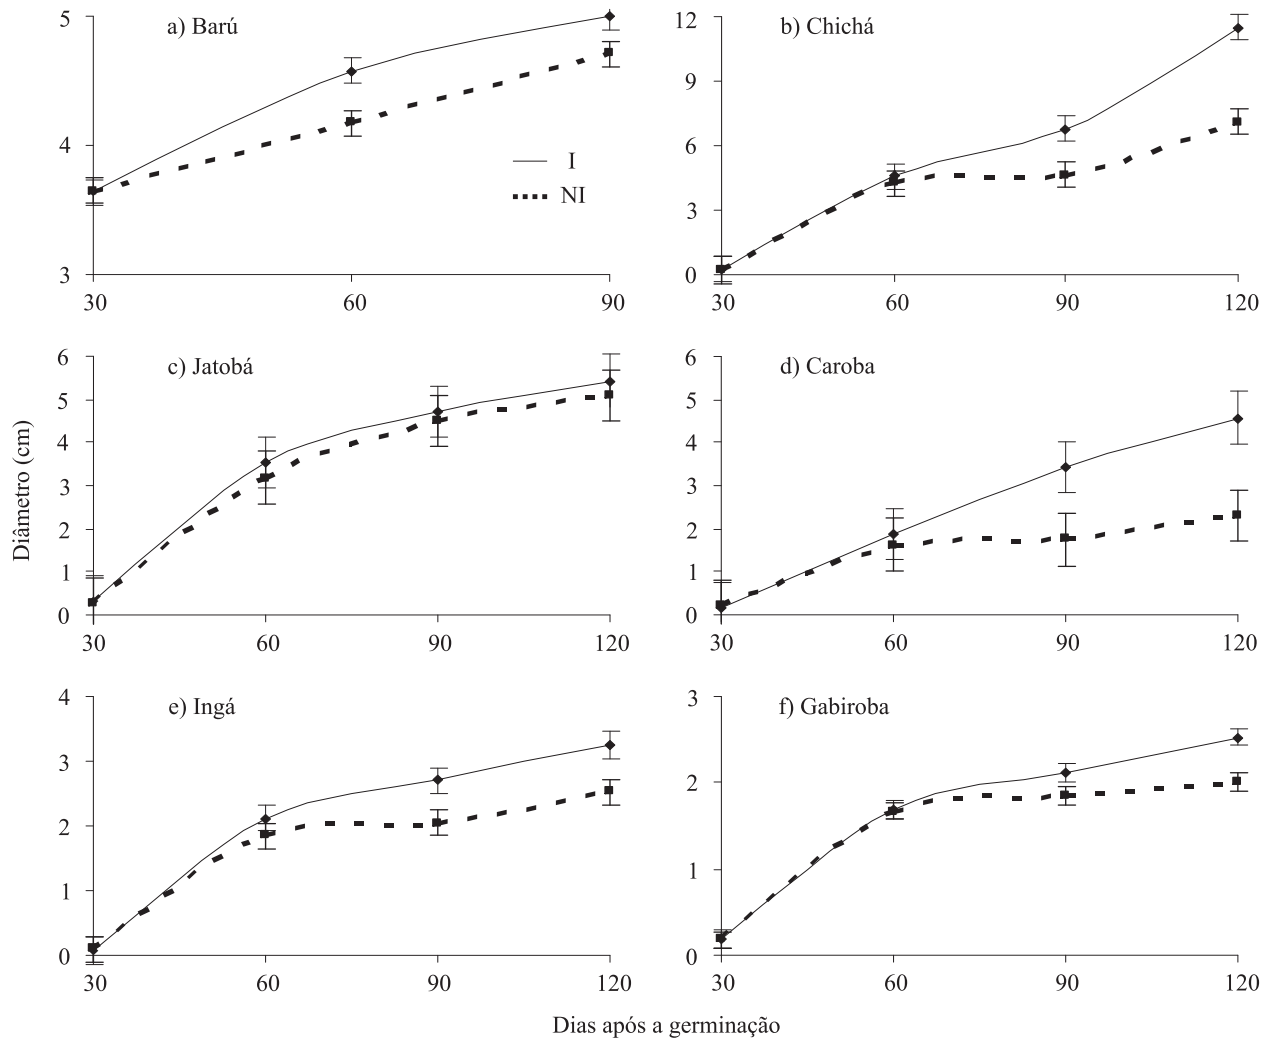 a) Barú
5
4
3
30 60 90
I
NI
b) Chichá
12
9
6
3
0
30 60 90 120
c) Jatobá
6
5
4
3
2
1
0
30 60 90 120
d) Caroba
6
5
4
3
2
1
0
30 60 90 120
Diâmetro (cm)
e) Ingá
4
3
2
1
0
30 60 90 120
f) Gabiroba
3
2
1
0
30 60 90 120
Dias após a germinação